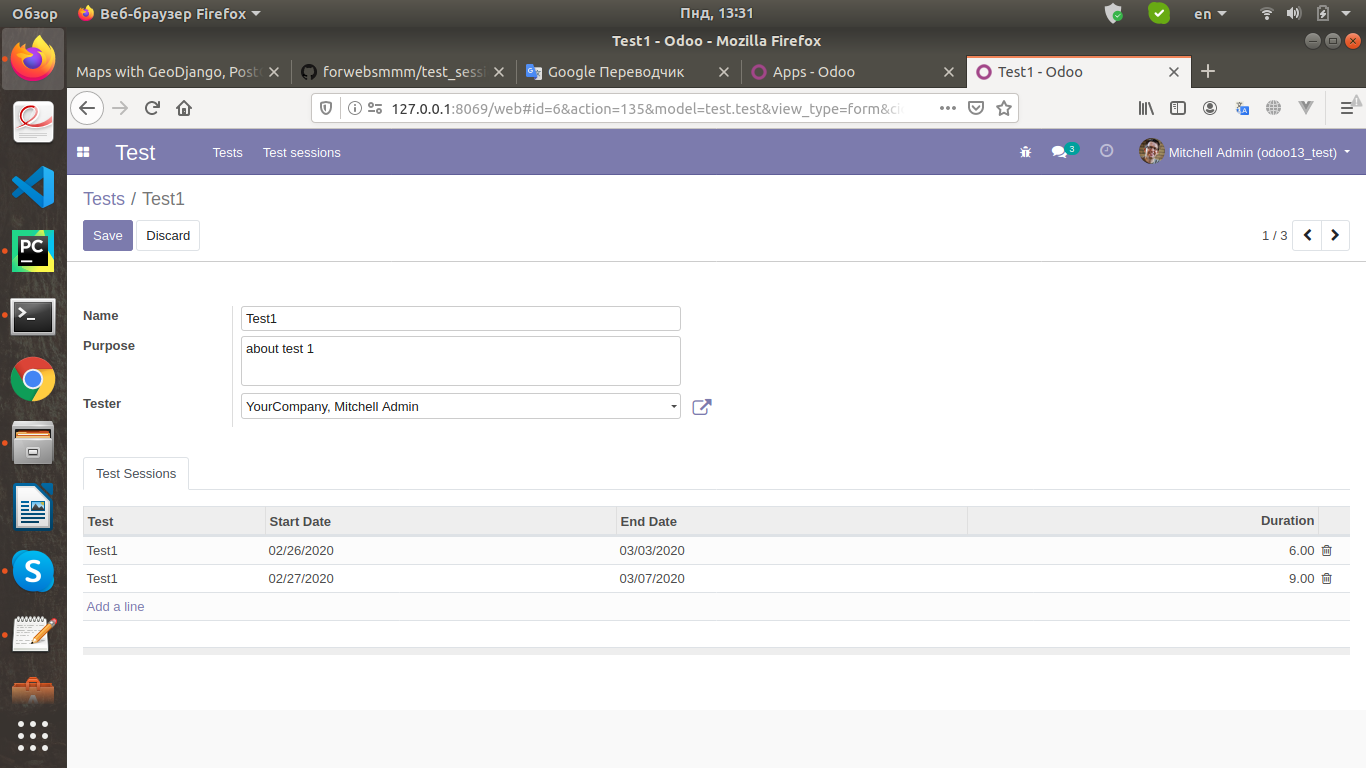 Обзор Веб-браузер Firefox Пнд, 13:31 en
Test1 - Odoo - Mozilla Firefox
Maps with GeoDjango, Post forwebsmmm/test_sessi Google Переводчик Apps - Odoo Test1 - Odoo
127.0.0.1:8069/web#id=6&action=135&model=test.test&view_type=form&ci
Test Tests Test sessions 3 Mitchell Admin (odoo13_test)
Tests / Test1
Save Discard 1 / 3
Name Test1
Purpose about test 1
Tester YourCompany, Mitchell Admin
Test Sessions
Test Start Date End Date Duration
Test1 02/26/2020 03/03/2020 6.00
Test1 02/27/2020 03/07/2020 9.00
Add a line
PC
S